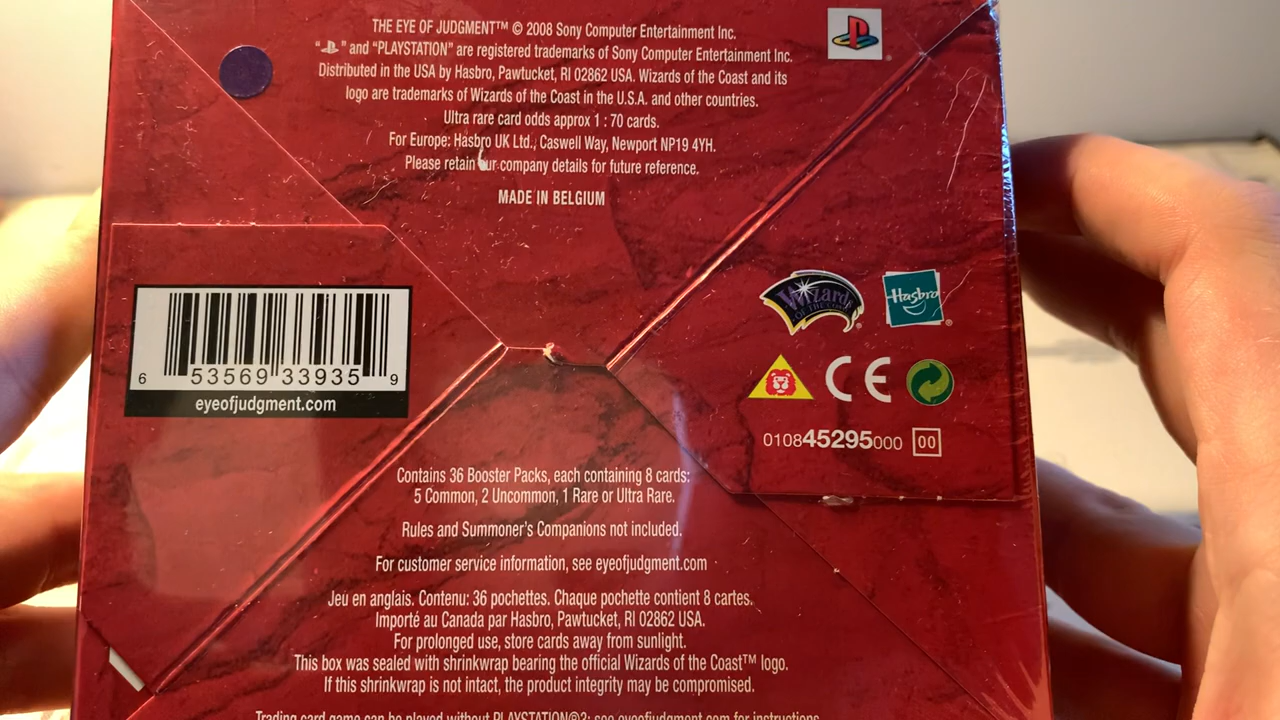 THE EYE OF JUDGMENT™ © 2008 Sony Computer Entertainment Inc.
“ ” and “PLAYSTATION” are registered trademarks of Sony Computer Entertainment Inc.
Distributed in the USA by Hasbro, Pawtucket, RI 02862 USA. Wizards of the Coast and its
logo are trademarks of Wizards of the Coast in the U.S.A. and other countries.
Ultra rare card odds approx 1 : 70 cards.
For Europe: Hasbro UK Ltd., Caswell Way, Newport NP19 4YH.
Please retain our company details for future reference.
MADE IN BELGIUM
Wizards
OF THE COAST
®
Hasbro
®
CE
010845295000 00
6 53569 33935 9
eyeofjudgment.com
Contains 36 Booster Packs, each containing 8 cards:
5 Common, 2 Uncommon, 1 Rare or Ultra Rare.
Rules and Summoner's Companions not included.
For customer service information, see eyeofjudgment.com
Jeu en anglais. Contenu: 36 pochettes. Chaque pochette contient 8 cartes.
Importé au Canada par Hasbro, Pawtucket, RI 02862 USA.
For prolonged use, store cards away from sunlight.
This box was sealed with shrinkwrap bearing the official Wizards of the Coast™ logo.
If this shrinkwrap is not intact, the product integrity may be compromised.
Trading card game can be played without PLAYSTATION®3; see eyeofjudgment.com for instructions.